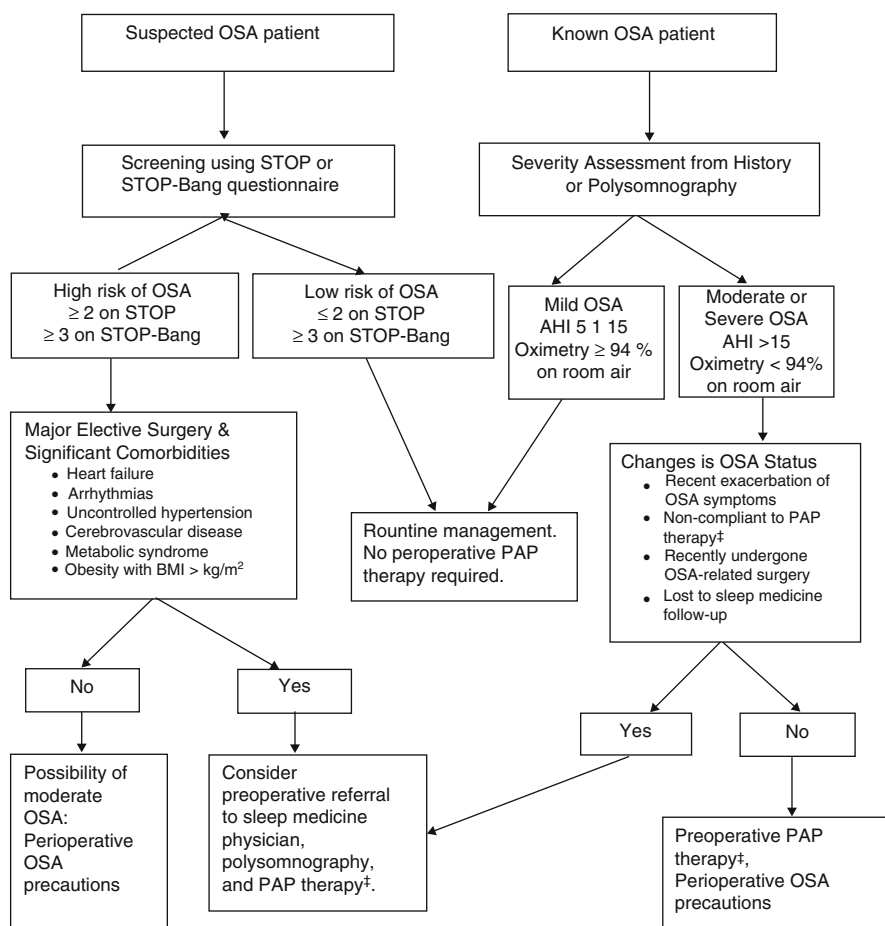 Suspected OSA patient
Known OSA patient
Screening using STOP or
STOP-Bang questionnaire
Severity Assessment from History
or Polysomnography
High risk of OSA
≥ 2 on STOP
≥ 3 on STOP-Bang
Low risk of OSA
≤ 2 on STOP
≥ 3 on STOP-Bang
Mild OSA
AHI 5 1 15
Oximetry ≥ 94 %
on room air
Moderate or
Severe OSA
AHI >15
Oximetry < 94%
on room air
Major Elective Surgery &
Significant Comorbidities
• Heart failure
• Arrhythmias
• Uncontrolled hypertension
• Cerebrovascular disease
• Metabolic syndrome
• Obesity with BMI > kg/m²
Rountine management.
No peroperative PAP
therapy required.
Changes is OSA Status
• Recent exacerbation of
OSA symptoms
• Non-compliant to PAP
therapy‡
• Recently undergone
OSA-related surgery
• Lost to sleep medicine
follow-up
No
Yes
Yes
No
Possibility of
moderate
OSA:
Perioperative
OSA
precautions
Consider
preoperative referral
to sleep medicine
physician,
polysomnography,
and PAP therapy‡.
Preoperative PAP
therapy‡,
Perioperative OSA
precautions